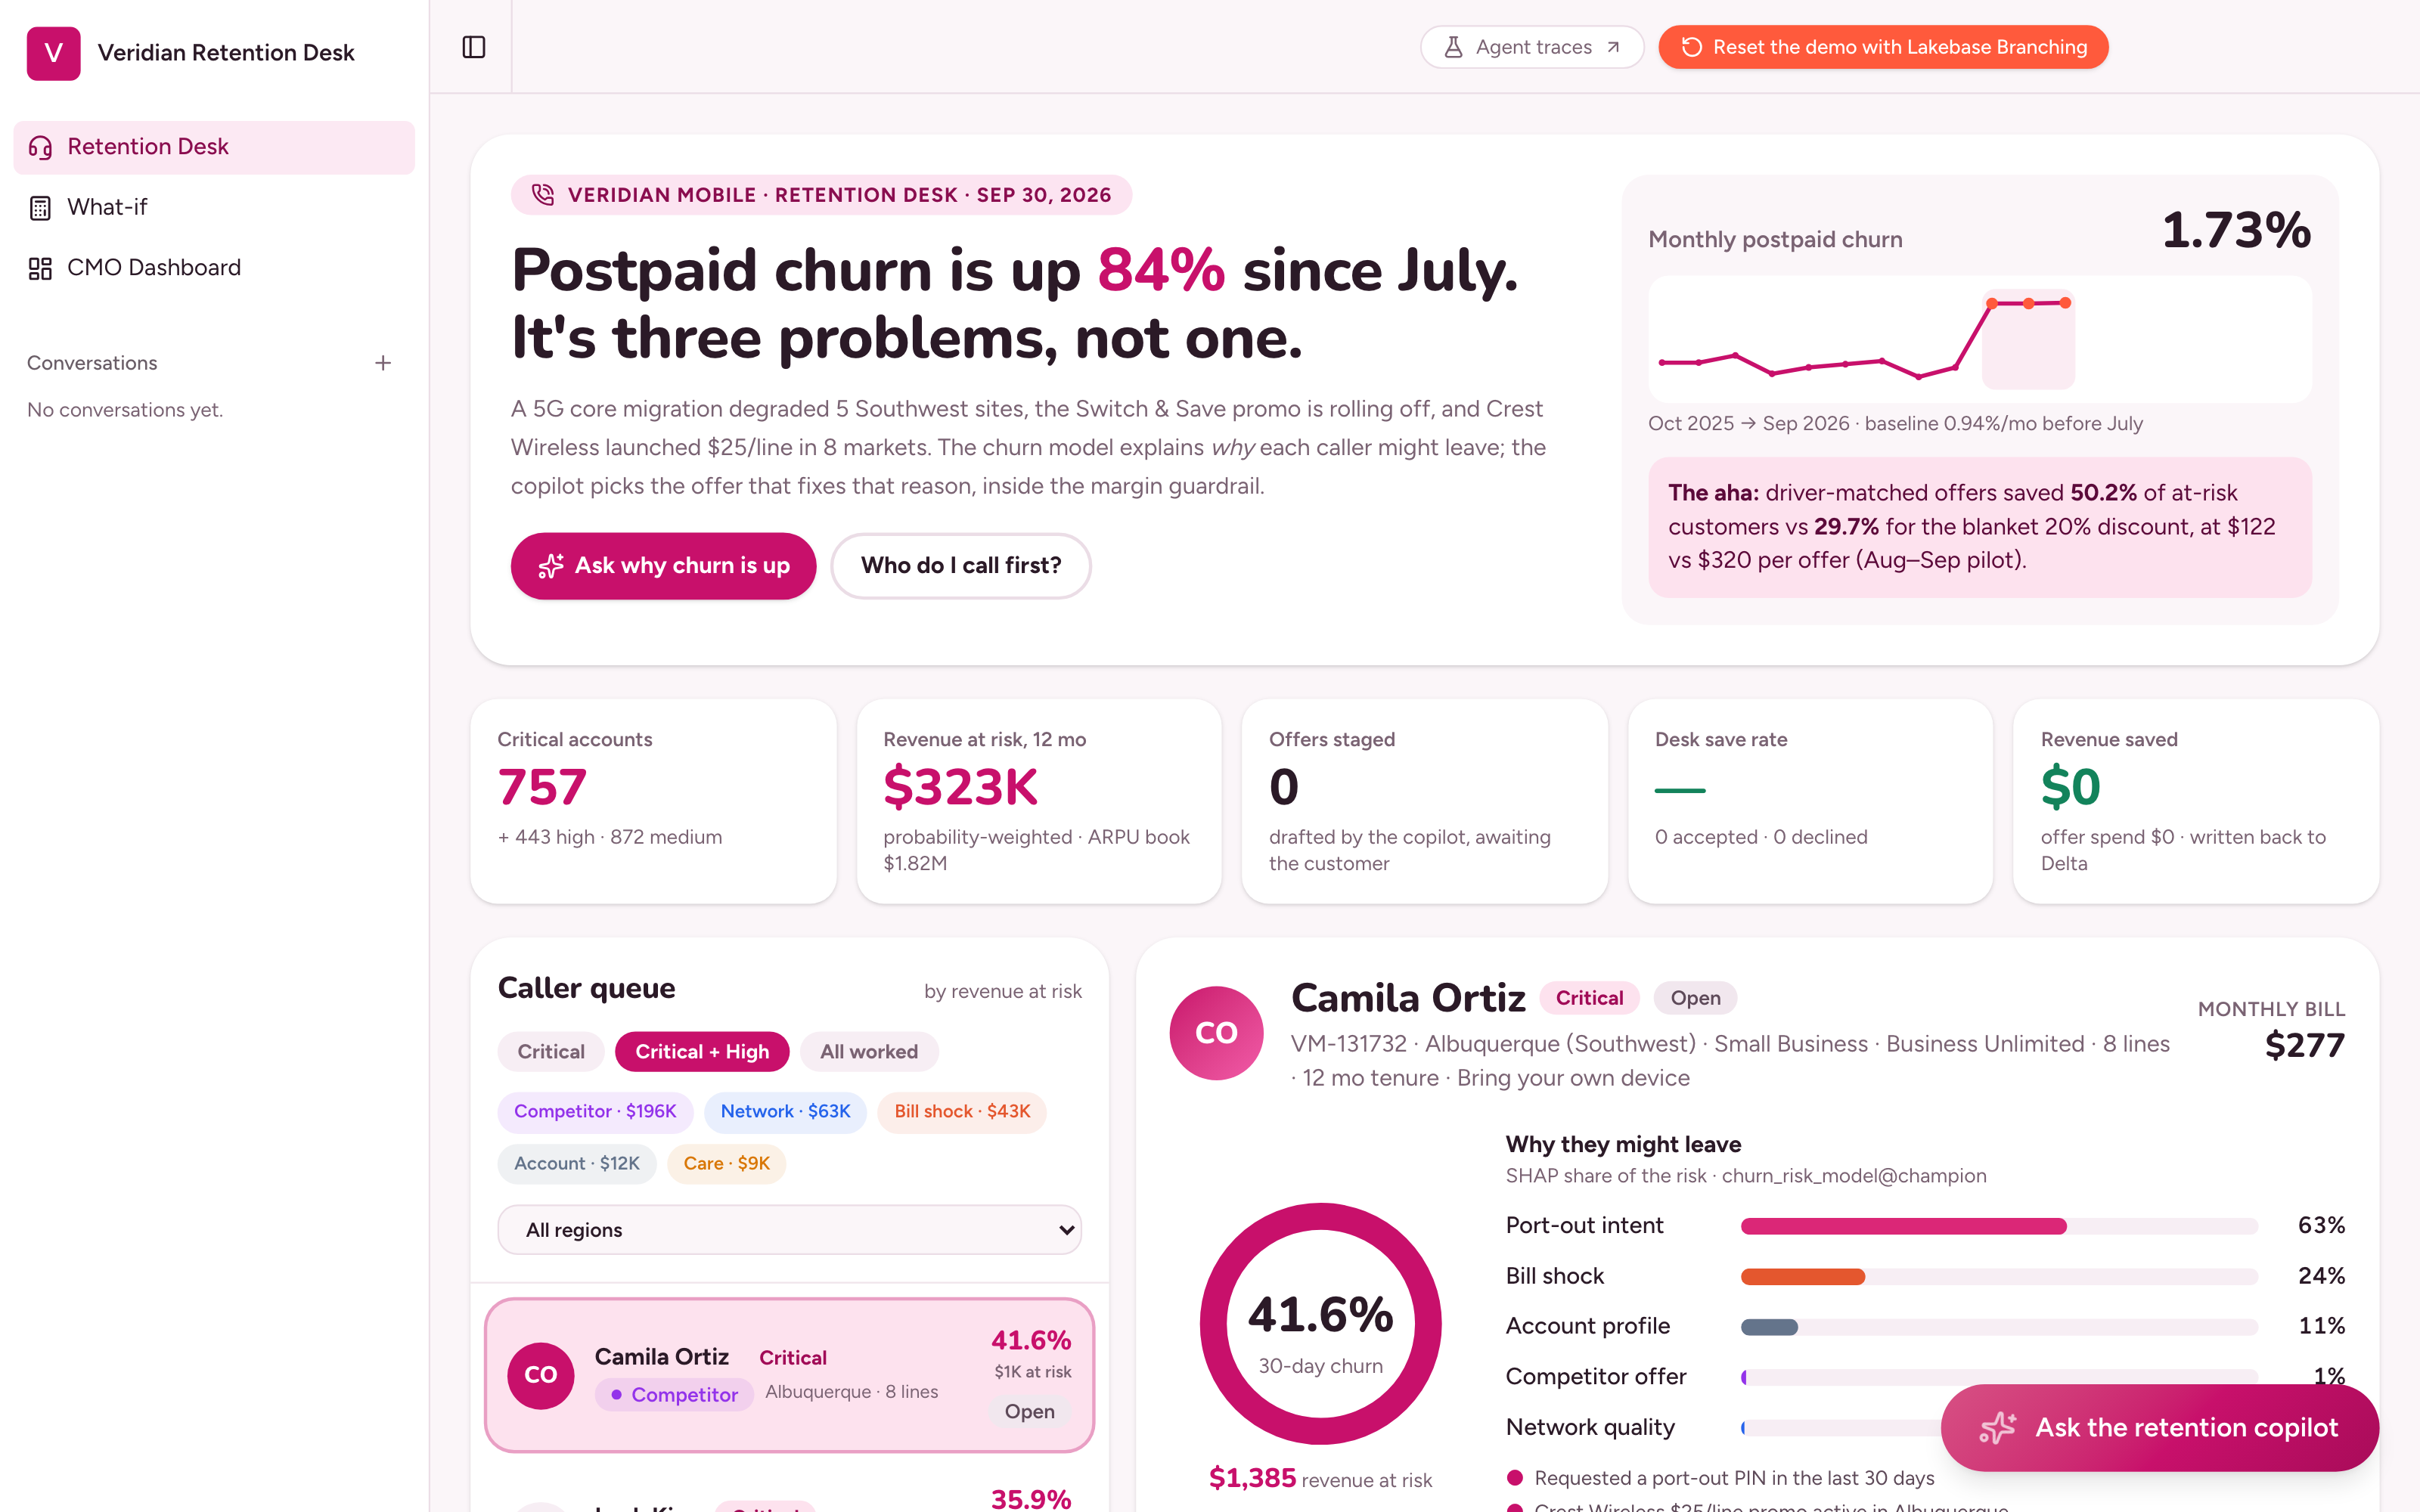 V
Veridian Retention Desk
Retention Desk
What-if
CMO Dashboard
Conversations
No conversations yet.
Agent traces
Reset the demo with Lakebase Branching
VERIDIAN MOBILE · RETENTION DESK · SEP 30, 2026
Postpaid churn is up 84% since July.
It's three problems, not one.
A 5G core migration degraded 5 Southwest sites, the Switch & Save promo is rolling off, and Crest
Wireless launched $25/line in 8 markets. The churn model explains why each caller might leave; the
copilot picks the offer that fixes that reason, inside the margin guardrail.
Ask why churn is up
Who do I call first?
Monthly postpaid churn
1.73%
Oct 2025 → Sep 2026 · baseline 0.94%/mo before July
The aha: driver-matched offers saved 50.2% of at-risk
customers vs 29.7% for the blanket 20% discount, at $122
vs $320 per offer (Aug–Sep pilot).
Critical accounts
757
+ 443 high · 872 medium
Revenue at risk, 12 mo
$323K
probability-weighted · ARPU book
$1.82M
Offers staged
0
drafted by the copilot, awaiting
the customer
Desk save rate
—
0 accepted · 0 declined
Revenue saved
$0
offer spend $0 · written back to
Delta
Caller queue
by revenue at risk
Critical
Critical + High
All worked
Competitor · $196K
Network · $63K
Bill shock · $43K
Account · $12K
Care · $9K
All regions
CO
Camila Ortiz
Critical
Competitor
Albuquerque · 8 lines
41.6%
$1K at risk
Open
35.9%
CO
Camila Ortiz
Critical
Open
VM-131732 · Albuquerque (Southwest) · Small Business · Business Unlimited · 8 lines
· 12 mo tenure · Bring your own device
MONTHLY BILL
$277
41.6%
30-day churn
$1,385 revenue at risk
Why they might leave
SHAP share of the risk · churn_risk_model@champion
Port-out intent
63%
Bill shock
24%
Account profile
11%
Competitor offer
1%
Network quality
Requested a port-out PIN in the last 30 days
Crest Wireless $25/line promo active in Albuquerque
Ask the retention copilot